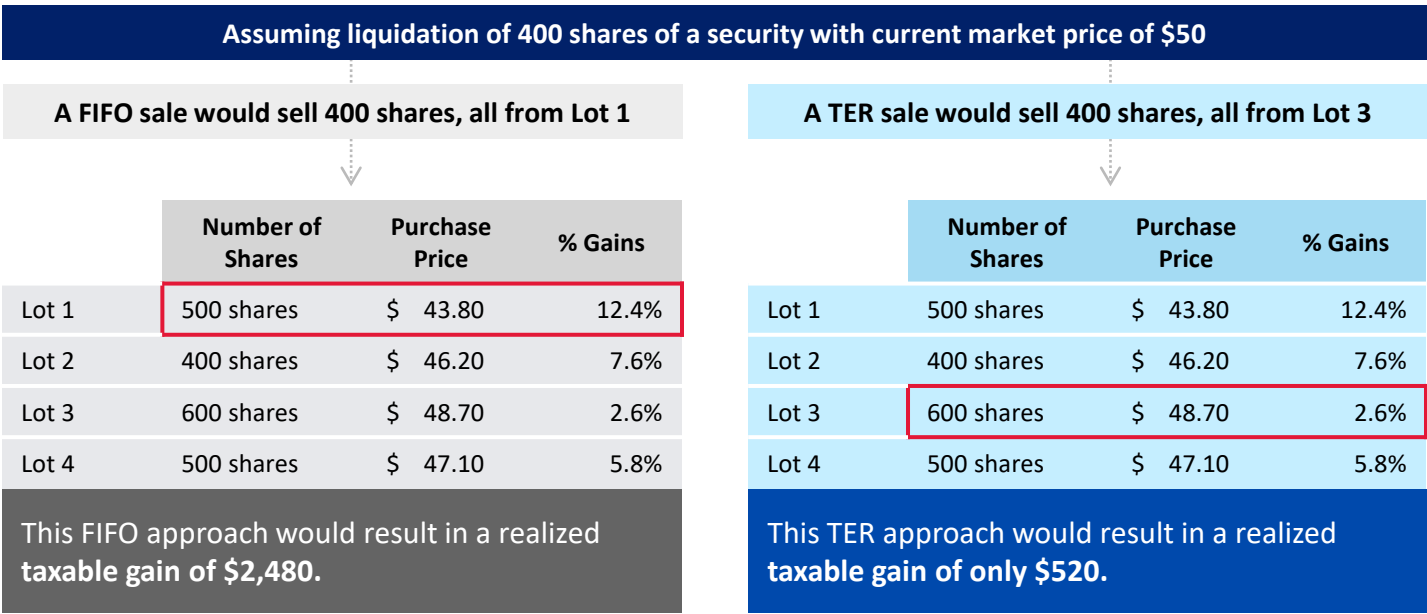 Assuming liquidation of 400 shares of a security with current market price of $50
A FIFO sale would sell 400 shares, all from Lot 1
Number of Shares Purchase Price % Gains
Lot 1 500 shares $ 43.80 12.4%
Lot 2 400 shares $ 46.20 7.6%
Lot 3 600 shares $ 48.70 2.6%
Lot 4 500 shares $ 47.10 5.8%
This FIFO approach would result in a realized
taxable gain of $2,480.
A TER sale would sell 400 shares, all from Lot 3
Number of Shares Purchase Price % Gains
Lot 1 500 shares $ 43.80 12.4%
Lot 2 400 shares $ 46.20 7.6%
Lot 3 600 shares $ 48.70 2.6%
Lot 4 500 shares $ 47.10 5.8%
This TER approach would result in a realized
taxable gain of only $520.